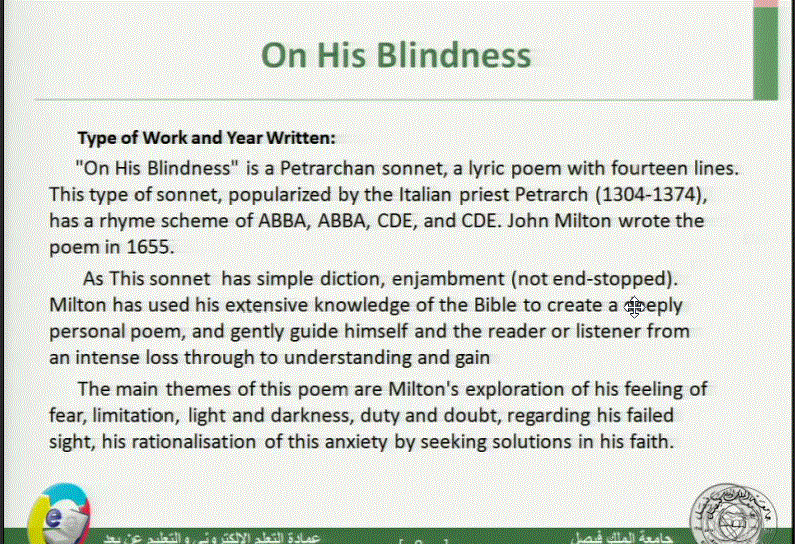 On His Blindness
Type of Work and Year Written:
"On His Blindness" is a Petrarchan sonnet, a lyric poem with fourteen lines.
This type of sonnet, popularized by the Italian priest Petrarch (1304-1374),
has a rhyme scheme of ABBA, ABBA, CDE, and CDE. John Milton wrote the
poem in 1655.
As This sonnet has simple diction, enjambment (not end-stopped).
Milton has used his extensive knowledge of the Bible to create a deeply
personal poem, and gently guide himself and the reader or listener from
an intense loss through to understanding and gain
The main themes of this poem are Milton's exploration of his feeling of
fear, limitation, light and darkness, duty and doubt, regarding his failed
sight, his rationalisation of this anxiety by seeking solutions in his faith.
e
جامعة الملك فيصل
عمادة التعلم الإلكتروني والتعليم عن بعد